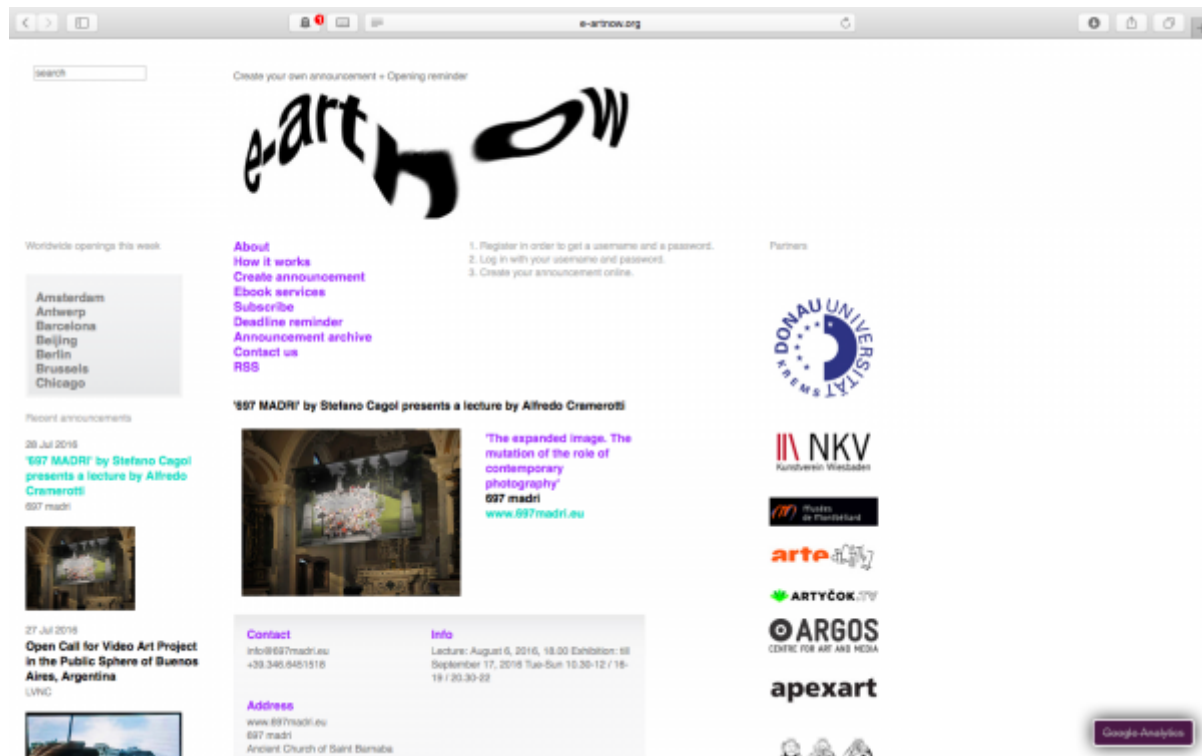 e-artnow.org
search
Create your own announcement + Opening reminder
e-art now
Worldwide openings this week
Amsterdam
Antwerp
Barcelona
Beijing
Berlin
Brussels
Chicago
Recent announcements
28 Jul 2016
'697 MADRI' by Stefano Cagol
presents a lecture by Alfredo
Cramerotti
697 madri
27 Jul 2016
Open Call for Video Art Project
in the Public Sphere of Buenos
Aires, Argentina
LVNC
About
How it works
Create announcement
Ebook services
Subscribe
Deadline reminder
Announcement archive
Contact us
RSS
1. Register in order to get a username and a password.
2. Log in with your username and password.
3. Create your announcement online.
'697 MADRI' by Stefano Cagol presents a lecture by Alfredo Cramerotti
'The expanded image. The
mutation of the role of
contemporary
photography'
697 madri
www.697madri.eu
Contact
info@697madri.eu
+39.346.6451516
Info
Lecture: August 6, 2016, 18.00 Exhibition: till
September 17, 2016 Tue-Sun 10.30-12 / 16-
19 / 20.30-22
Address
www.697madri.eu
697 madri
Ancient Church of Saint Barnaba
Partners
DONAU UNIVERSITÄT KREMS
NKV
Kunstverein Wiesbaden
Musées
de Montbéliard
arte
ARTYČOK.TV
ARGOS
CENTRE FOR ART AND MEDIA
apexart
Google Analytics